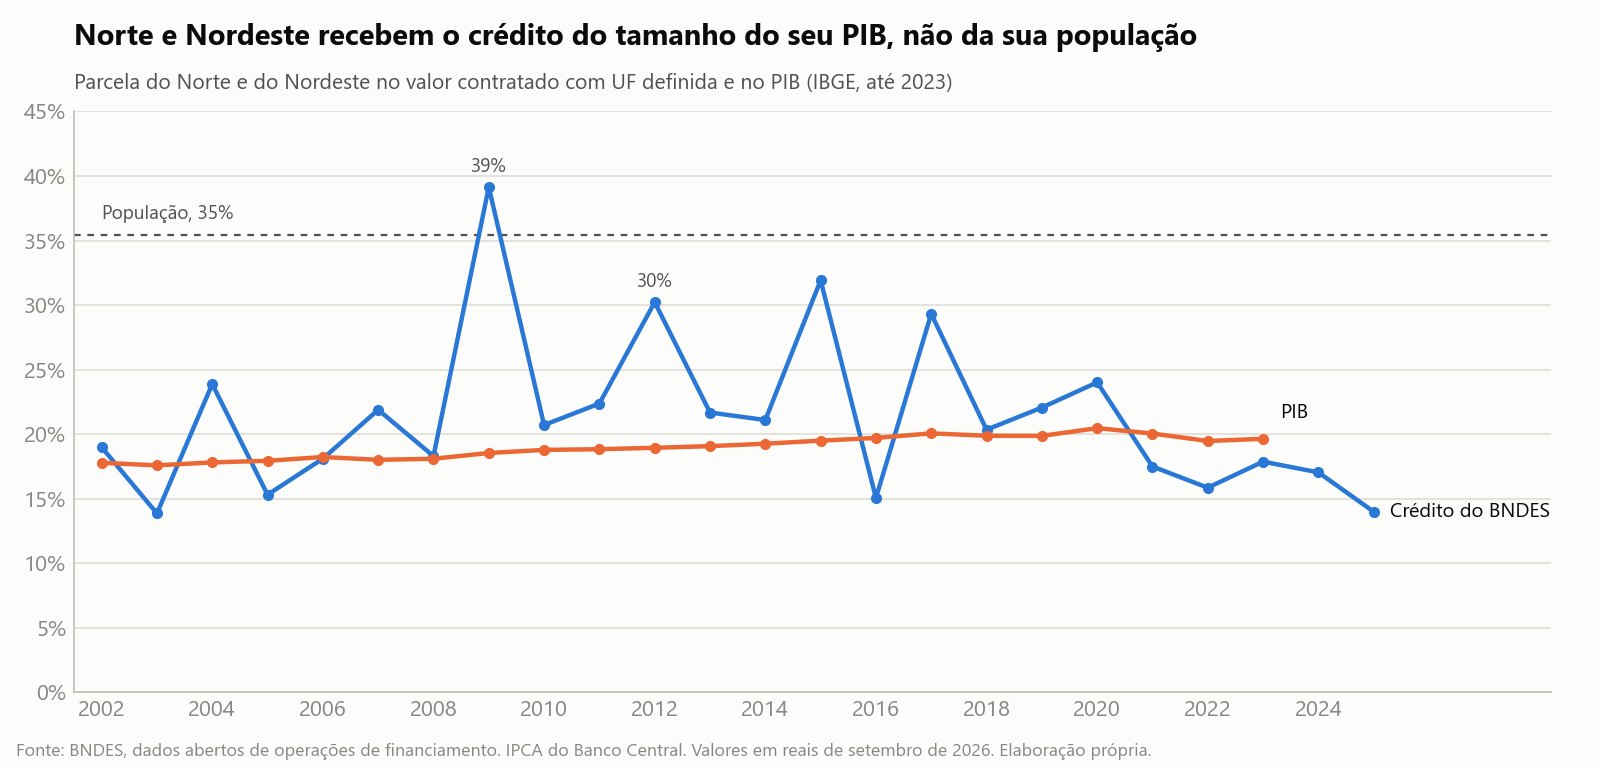 Norte e Nordeste recebem o crédito do tamanho do seu PIB, não da sua população
Parcela do Norte e do Nordeste no valor contratado com UF definida e no PIB (IBGE, até 2023)
45%
40%
35%
30%
25%
20%
15%
10%
5%
0%
39%
População, 35%
30%
PIB
Crédito do BNDES
2002 2004 2006 2008 2010 2012 2014 2016 2018 2020 2022 2024
Fonte: BNDES, dados abertos de operações de financiamento. IPCA do Banco Central. Valores em reais de setembro de 2026. Elaboração própria.